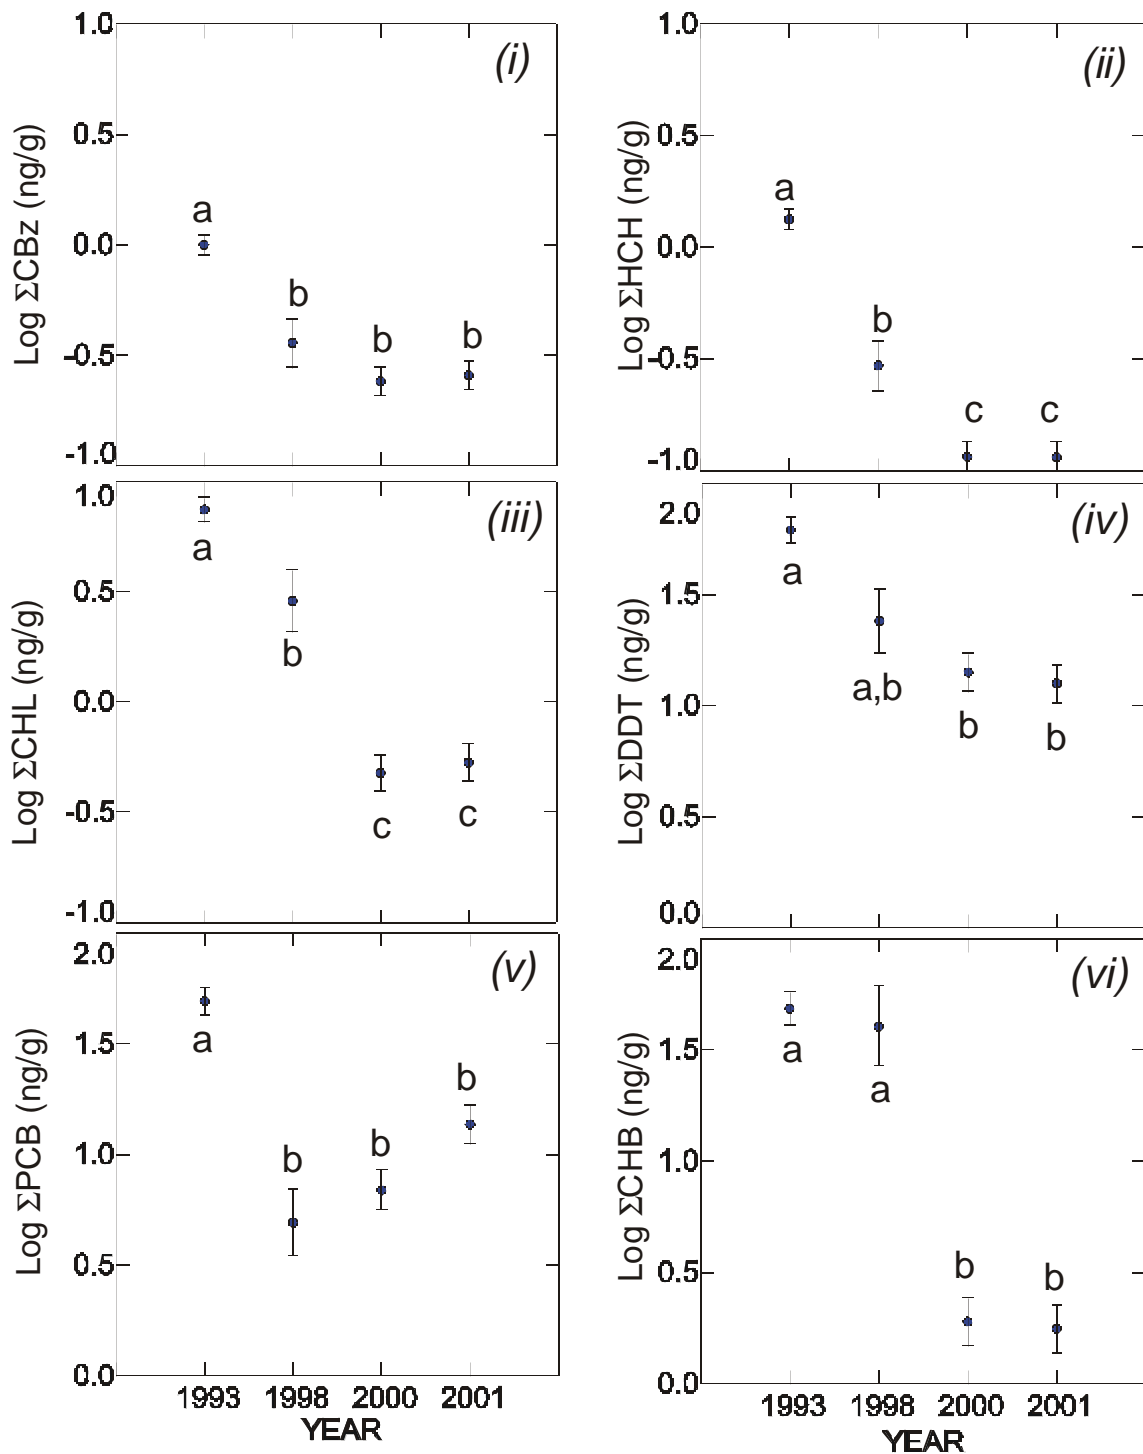 (i)
1.0
0.5
0.0
-0.5
-1.0
Log ΣCBz (ng/g)
a
b
b
b
(ii)
1.0
0.5
0.0
-0.5
-1.0
Log ΣHCH (ng/g)
a
b
c
c
(iii)
1.0
0.5
0.0
-0.5
-1.0
Log ΣCHL (ng/g)
a
b
c
c
(iv)
2.0
1.5
1.0
0.5
0.0
Log ΣDDT (ng/g)
a
a,b
b
b
(v)
2.0
1.5
1.0
0.5
0.0
Log ΣPCB (ng/g)
a
b
b
b
1993 1998 2000 2001
YEAR
(vi)
2.0
1.5
1.0
0.5
0.0
Log ΣCHB (ng/g)
a
a
b
b
1993 1998 2000 2001
YEAR